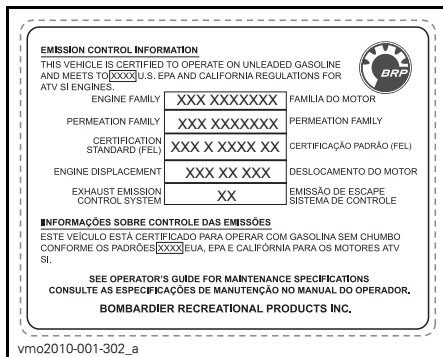 EMISSION CONTROL INFORMATION
THIS VEHICLE IS CERTIFIED TO OPERATE ON UNLEADED GASOLINE
AND MEETS TO XXXX U.S. EPA AND CALIFORNIA REGULATIONS FOR
ATV SI ENGINES.
BRP
ENGINE FAMILY XXX XXXXXXX FAMÍLIA DO MOTOR
PERMEATION FAMILY XXX XXXXXXX PERMEATION FAMILY
CERTIFICATION
STANDARD (FEL) XXX X XXXX XX CERTIFICAÇÃO PADRÃO (FEL)
ENGINE DISPLACEMENT XXX XX XXX DESLOCAMENTO DO MOTOR
EXHAUST EMISSION
CONTROL SYSTEM XX EMISSÃO DE ESCAPE
SISTEMA DE CONTROLE
INFORMAÇÕES SOBRE CONTROLE DAS EMISSÕES
ESTE VEÍCULO ESTÁ CERTIFICADO PARA OPERAR COM GASOLINA SEM CHUMBO
CONFORME OS PADRÕES XXXX EUA, EPA E CALIFÓRNIA PARA OS MOTORES ATV
SI.
SEE OPERATOR'S GUIDE FOR MAINTENANCE SPECIFICATIONS
CONSULTE AS ESPECIFICAÇÕES DE MANUTENÇÃO NO MANUAL DO OPERADOR.
BOMBARDIER RECREATIONAL PRODUCTS INC.
vmo2010-001-302_a